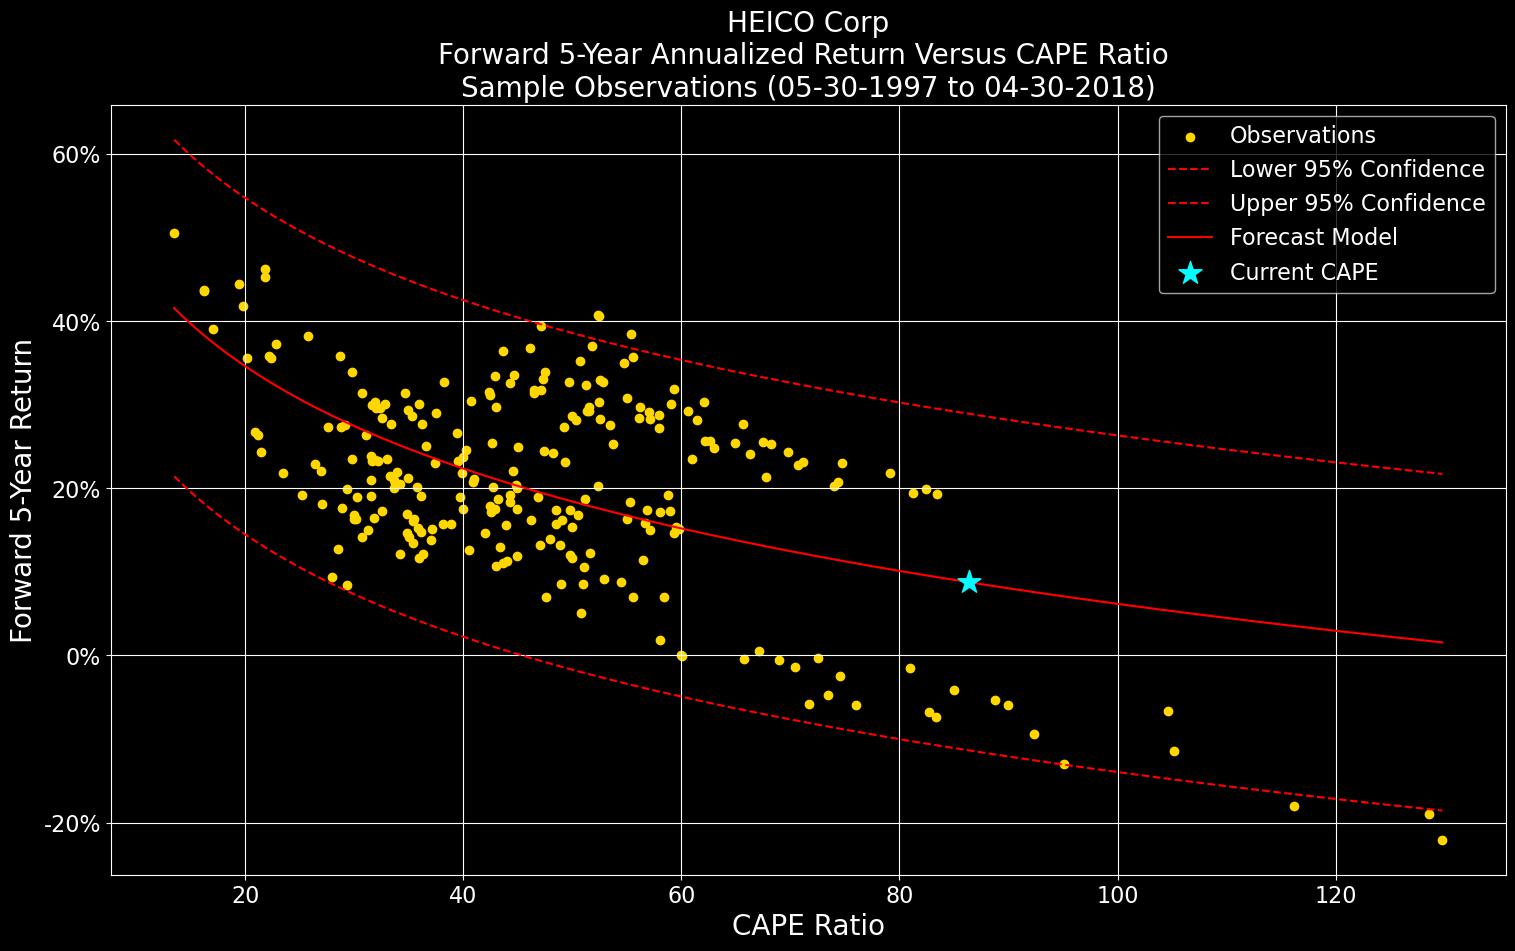 HEICO Corp
Forward 5-Year Annualized Return Versus CAPE Ratio
Sample Observations (05-30-1997 to 04-30-2018)
Observations
Lower 95% Confidence
Upper 95% Confidence
Forecast Model
Current CAPE
Forward 5-Year Return
60%
40%
20%
0%
-20%
20 40 60 80 100 120
CAPE Ratio